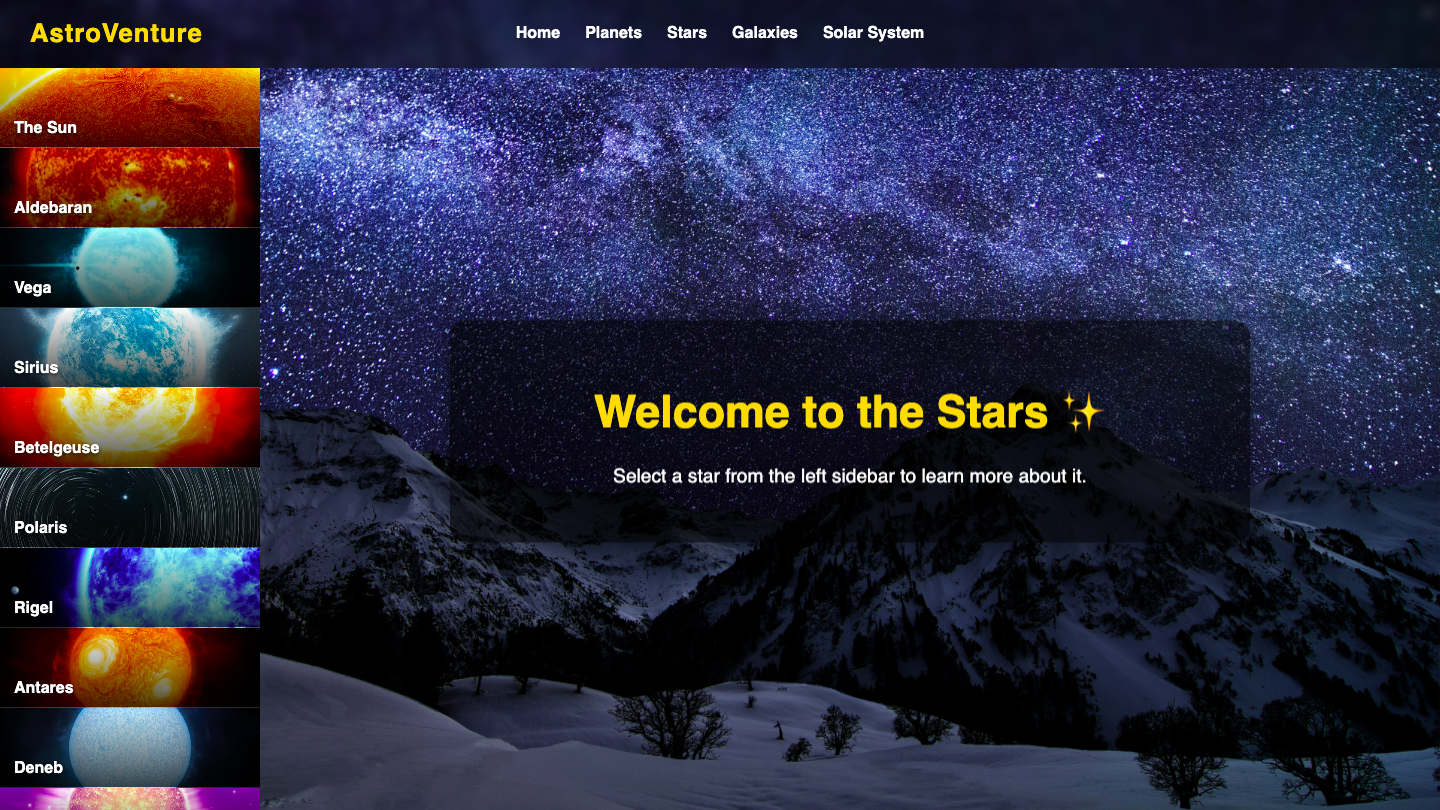 AstroVenture
Home Planets Stars Galaxies Solar System
The Sun
Aldebaran
Vega
Sirius
Betelgeuse
Polaris
Rigel
Antares
Deneb
Welcome to the Stars ✨
Select a star from the left sidebar to learn more about it.